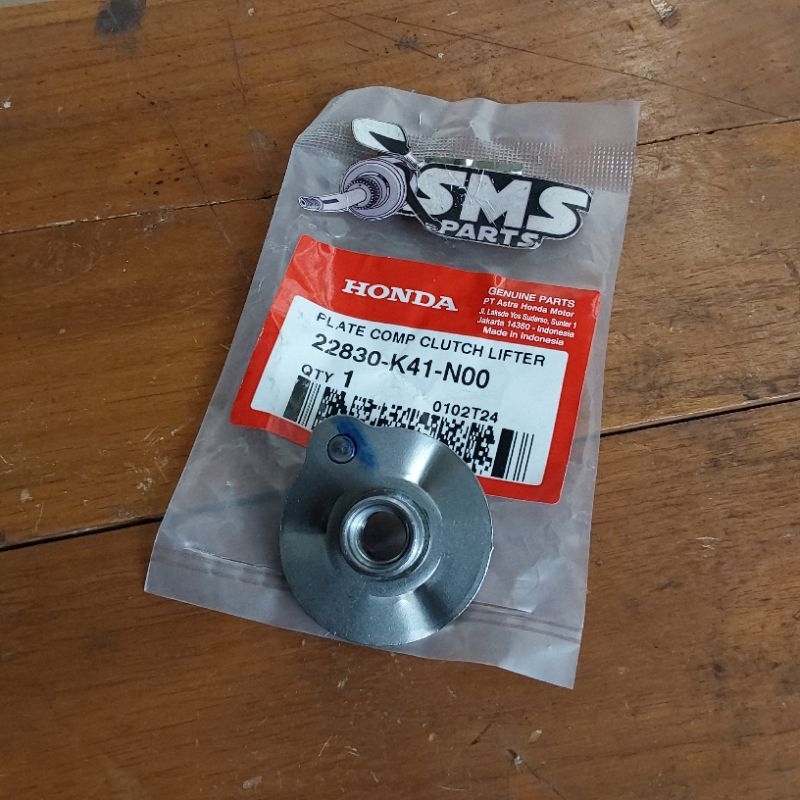 SMS
PARTS
HONDA
GENUINE PARTS
PT Astra Honda Motor
Jl. Laksda Yos Sudarso, Sunter 1
Jakarta 14350 - Indonesia
Made in Indonesia
PLATE COMP CLUTCH LIFTER
22830-K41-N00
QTY 1
0102T24